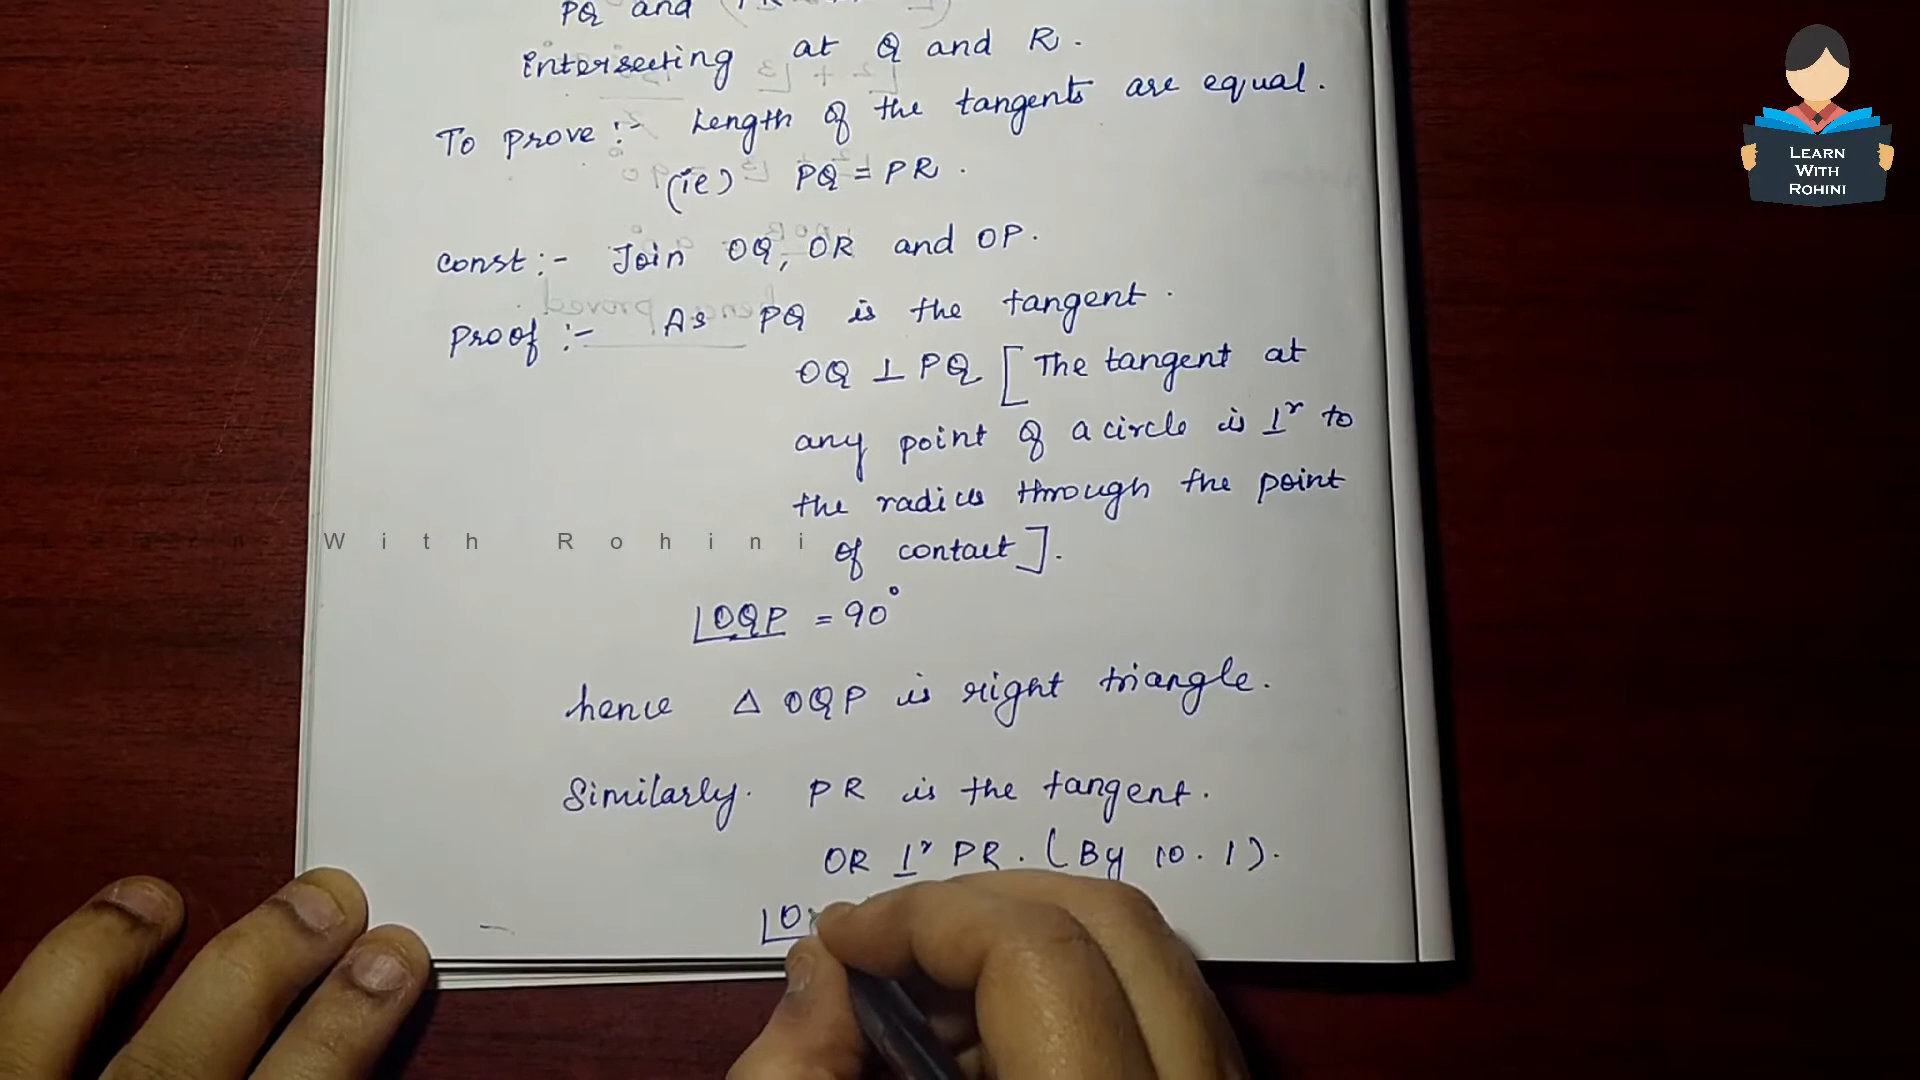 PQ and
intersecting at Q and R.
To prove :- Length of the tangents are equal.
(ie) PQ = PR.
const :- Join OQ, OR and OP.
Proof :- As PQ is the tangent.
OQ ⊥ PQ [The tangent at
any point of a circle is ⊥r to
the radius through the point
of contact].
∠OQP = 90°
hence △ OQP is right triangle.
Similarly. PR is the tangent.
OR ⊥r PR. (By 10.1).
LEARN
WITH
ROHINI
With Rohini